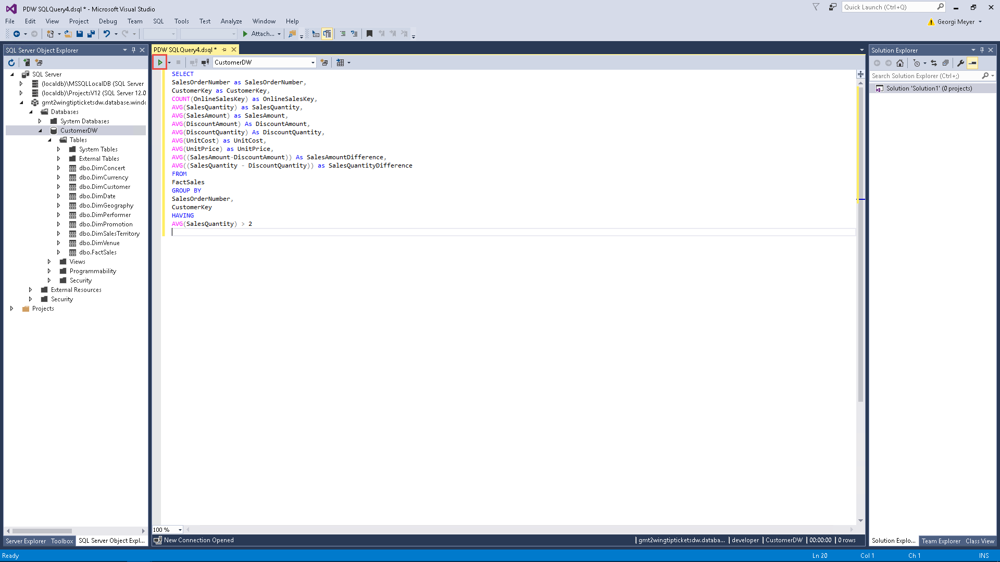 PDW SQLQuery4.dsql * - Microsoft Visual Studio
Quick Launch (Ctrl+Q)
File Edit View Project Debug Team SQL Tools Test Analyze Window Help
Georgi Meyer
Attach...
SQL Server Object Explorer
SQL Server
(localdb)\MSSQLLocalDB (SQL Server
(localdb)\ProjectsV12 (SQL Server 12.0
gmt2wingtipticketsdw.database.windo
Databases
System Databases
CustomerDW
Tables
System Tables
External Tables
dbo.DimConcert
dbo.DimCurrency
dbo.DimCustomer
dbo.DimDate
dbo.DimGeography
dbo.DimPerformer
dbo.DimPromotion
dbo.DimSalesTerritory
dbo.DimVenue
dbo.FactSales
Views
Programmability
Security
External Resources
Security
Projects
Server Explorer Toolbox SQL Server Object Expl...
PDW SQLQuery4.dsql *
CustomerDW
SELECT
SalesOrderNumber as SalesOrderNumber,
CustomerKey as CustomerKey,
COUNT(OnlineSalesKey) as OnlineSalesKey,
AVG(SalesQuantity) as SalesQuantity,
AVG(SalesAmount) as SalesAmount,
AVG(DiscountAmount) As DiscountAmount,
AVG(DiscountQuantity) As DiscountQuantity,
AVG(UnitCost) as UnitCost,
AVG(UnitPrice) as UnitPrice,
AVG((SalesAmount-DiscountAmount)) As SalesAmountDifference,
AVG((SalesQuantity - DiscountQuantity)) as SalesQuantityDifference
FROM
FactSales
GROUP BY
SalesOrderNumber,
CustomerKey
HAVING
AVG(SalesQuantity) > 2
100 %
New Connection Opened
gmt2wingtipticketsdw.databa... developer CustomerDW 00:00:00 0 rows
Solution Explorer
Search Solution Explorer (Ctrl+;)
Solution 'Solution1' (0 projects)
Solution Explo... Team Explorer Class View
Ready
Ln 20 Col 1 Ch 1 INS